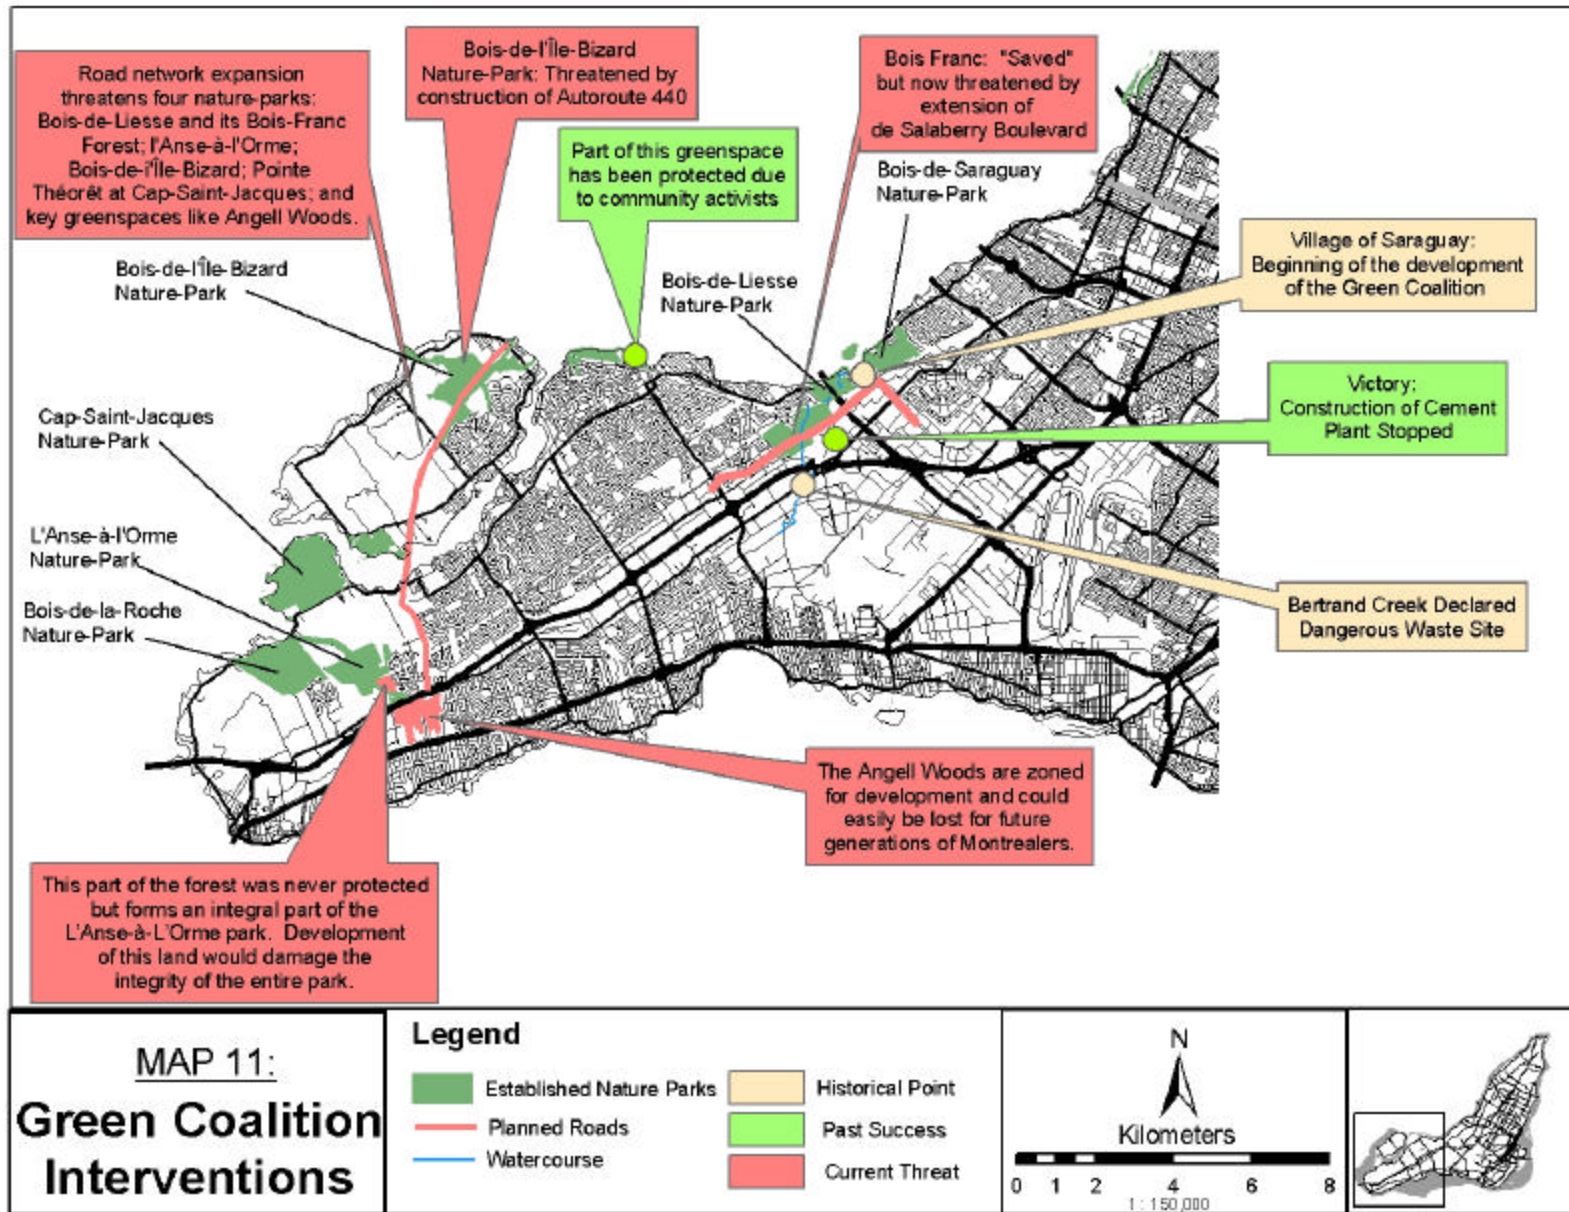 Road network expansion
threatens four nature-parks:
Bois-de-Liesse and its Bois-Franc
Forest; l'Anse-à-l'Orme;
Bois-de-l'Île-Bizard; Pointe
Théorêt at Cap-Saint-Jacques; and
key greenspaces like Angell Woods.
Bois-de-l'Île-Bizard
Nature-Park: Threatened by
construction of Autoroute 440
Part of this greenspace
has been protected due
to community activists
Bois Franc: "Saved"
but now threatened by
extension of
de Salaberry Boulevard
Bois-de-Saraguay
Nature-Park
Village of Saraguay:
Beginning of the development
of the Green Coalition
Bois-de-l'Île-Bizard
Nature-Park
Bois-de-Liesse
Nature-Park
Victory:
Construction of Cement
Plant Stopped
Cap-Saint-Jacques
Nature-Park
L'Anse-à-l'Orme
Nature-Park
Bois-de-la-Roche
Nature-Park
Bertrand Creek Declared
Dangerous Waste Site
The Angell Woods are zoned
for development and could
easily be lost for future
generations of Montrealers.
This part of the forest was never protected
but forms an integral part of the
L'Anse-à-L'Orme park. Development
of this land would damage the
integrity of the entire park.
MAP 11:
Green Coalition
Interventions
Legend
Established Nature Parks
Planned Roads
Watercourse
Historical Point
Past Success
Current Threat
N
Kilometers
0 1 2 4 6 8
1 : 150,000